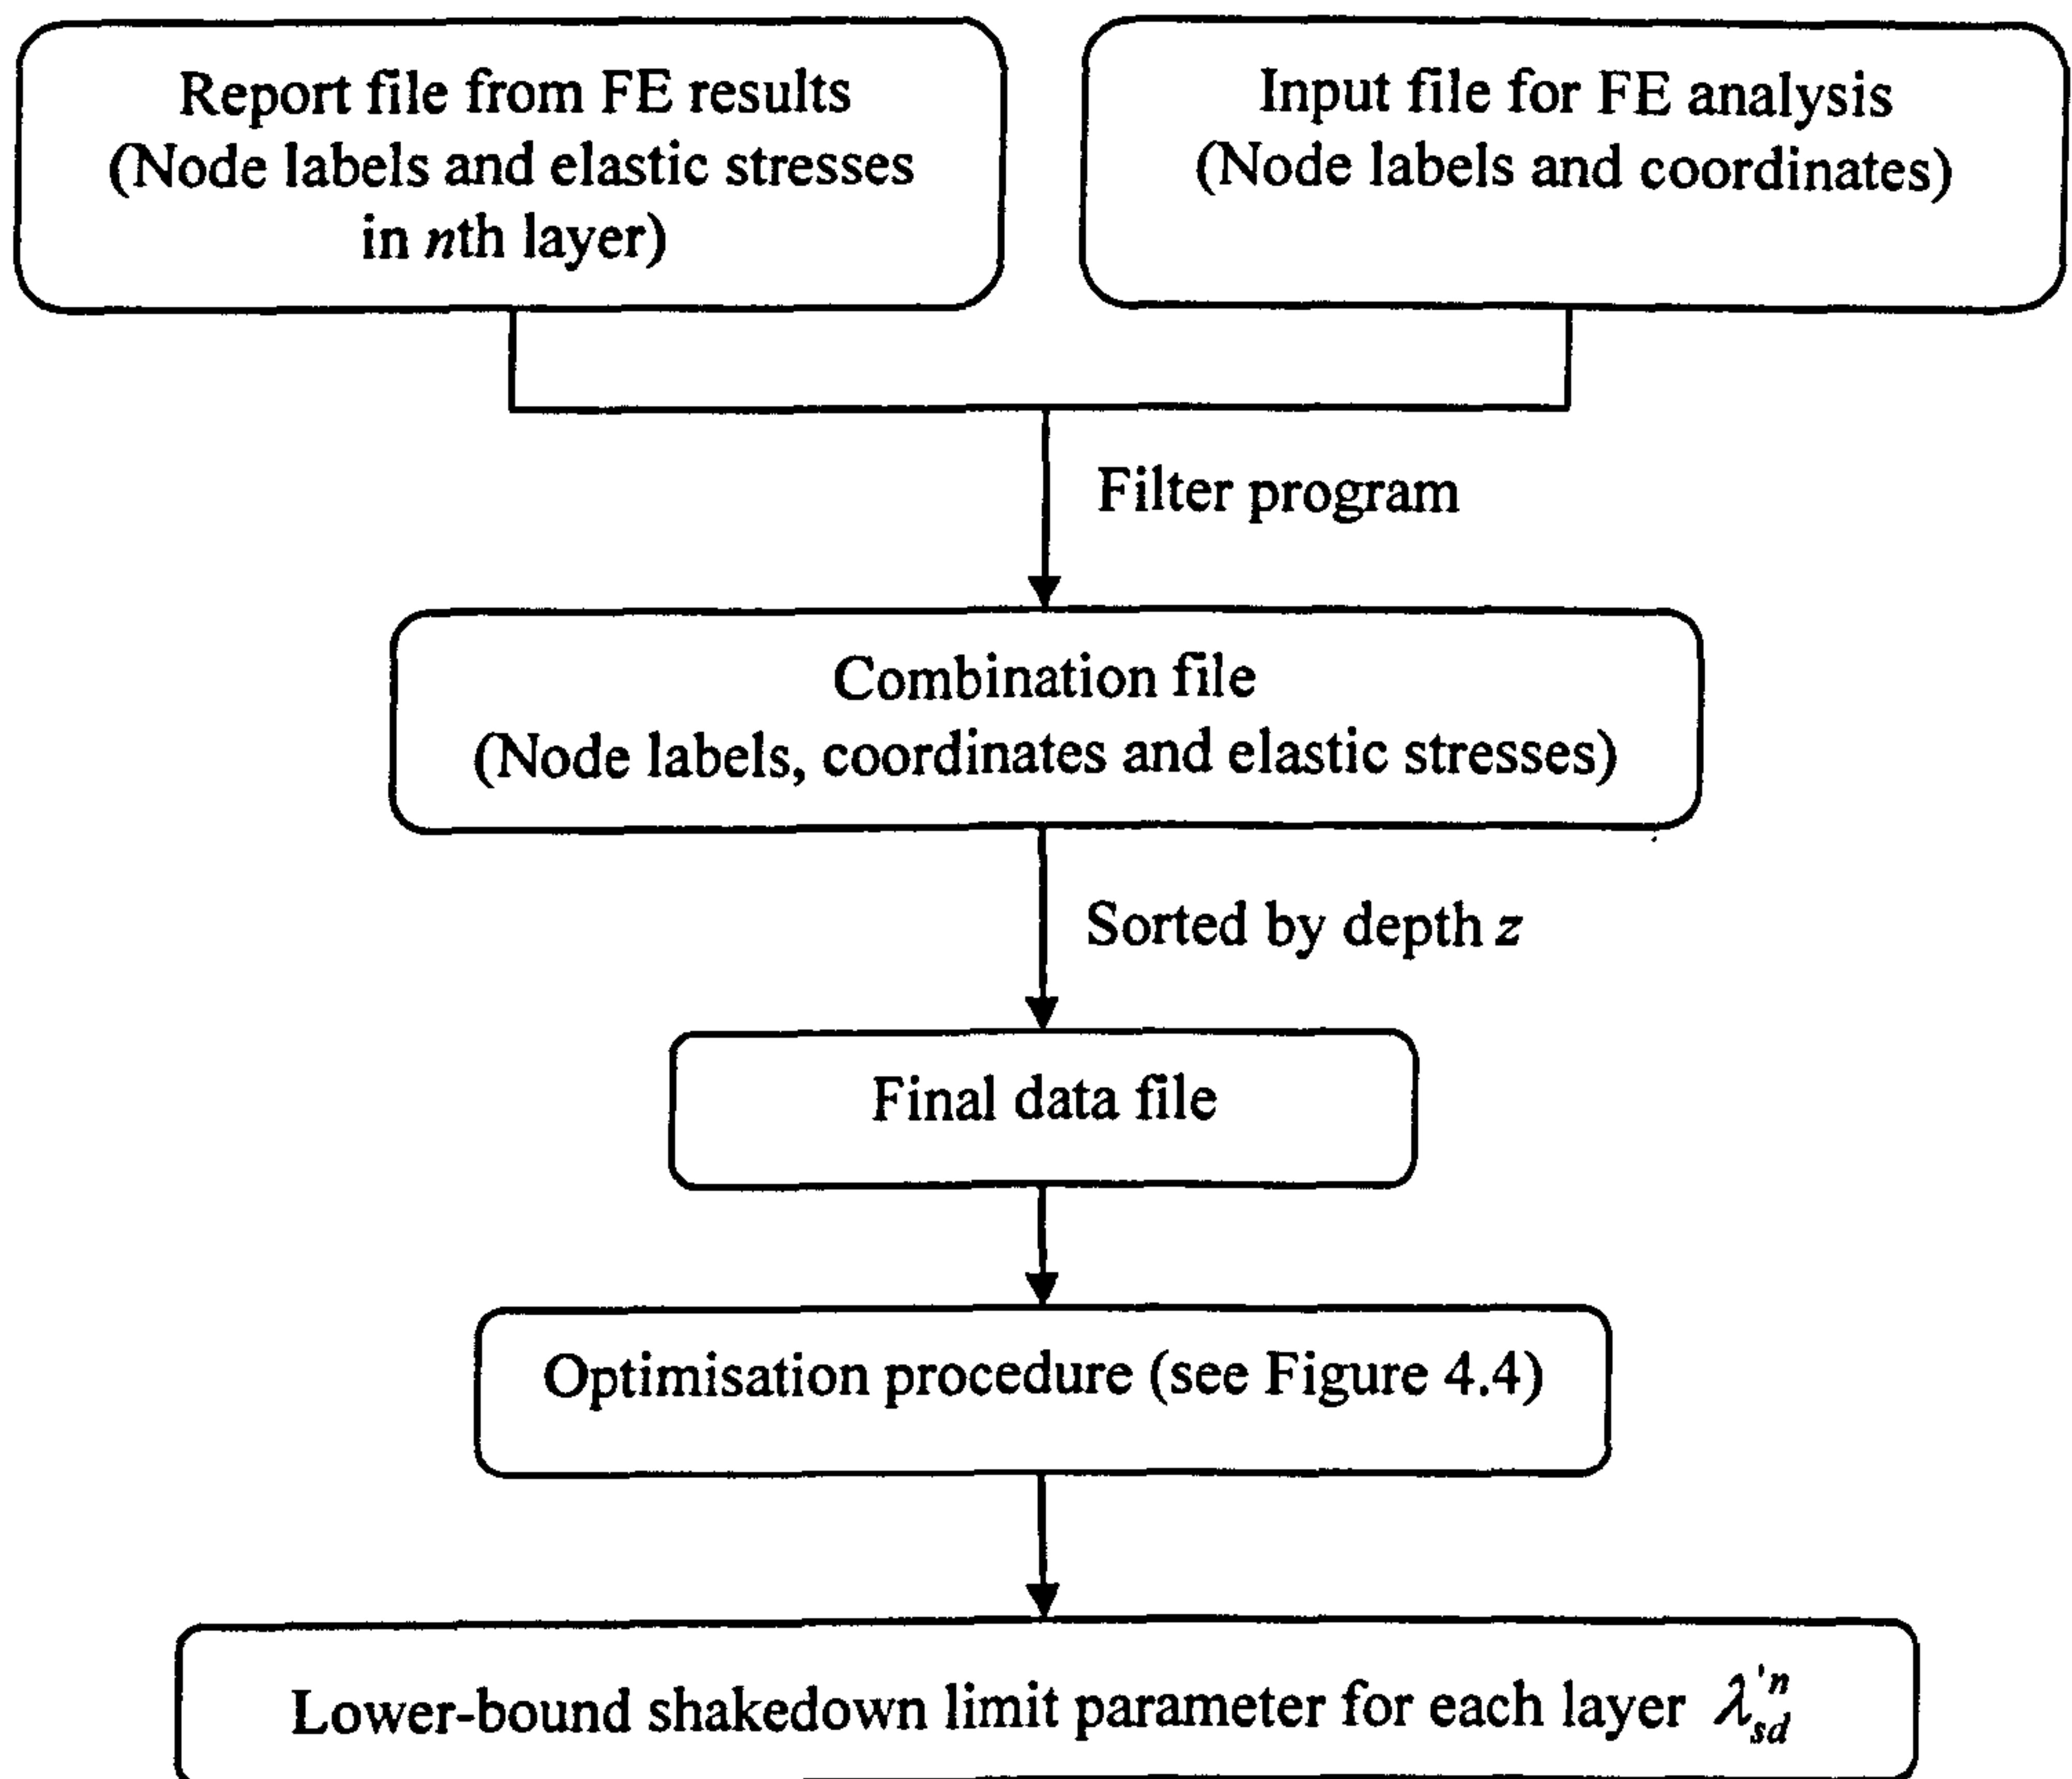 Report file from FE results
(Node labels and elastic stresses
in nth layer)
Input file for FE analysis
(Node labels and coordinates)
Filter program
Combination file
(Node labels, coordinates and elastic stresses)
Sorted by depth z
Final data file
Optimisation procedure (see Figure 4.4)
Lower-bound shakedown limit parameter for each layer λ'ⁿ_sd